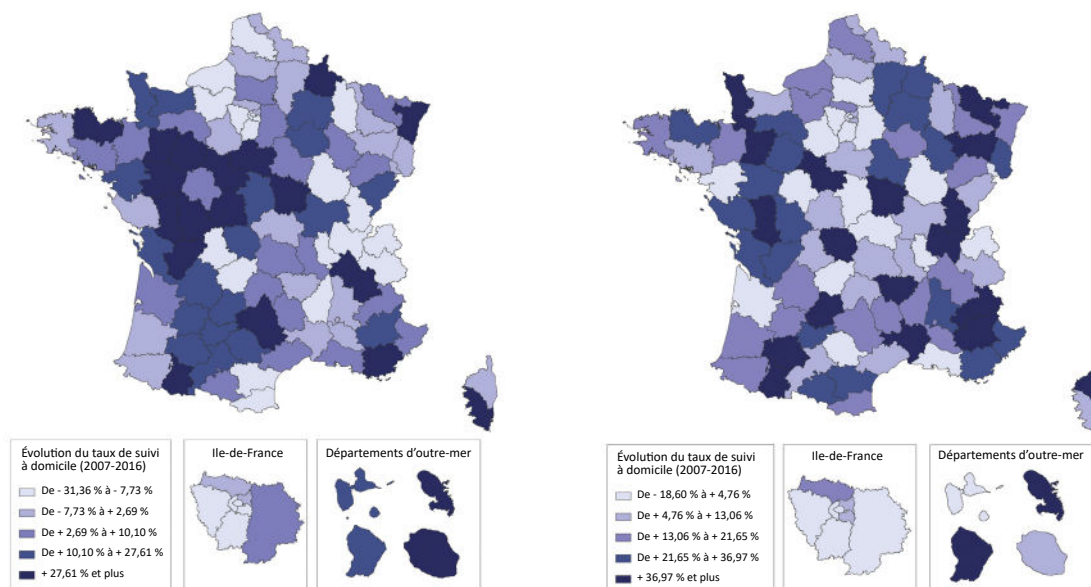 Évolution du taux de suivi
à domicile (2007-2016)
De - 31,36 % à - 7,73 %
De - 7,73 % à + 2,69 %
De + 2,69 % à + 10,10 %
De + 10,10 % à + 27,61 %
+ 27,61 % et plus
Ile-de-France
Départements d'outre-mer
Évolution du taux de suivi
à domicile (2007-2016)
De - 18,60 % à + 4,76 %
De + 4,76 % à + 13,06 %
De + 13,06 % à + 21,65 %
De + 21,65 % à + 36,97 %
+ 36,97 % et plus
Ile-de-France
Départements d'outre-mer